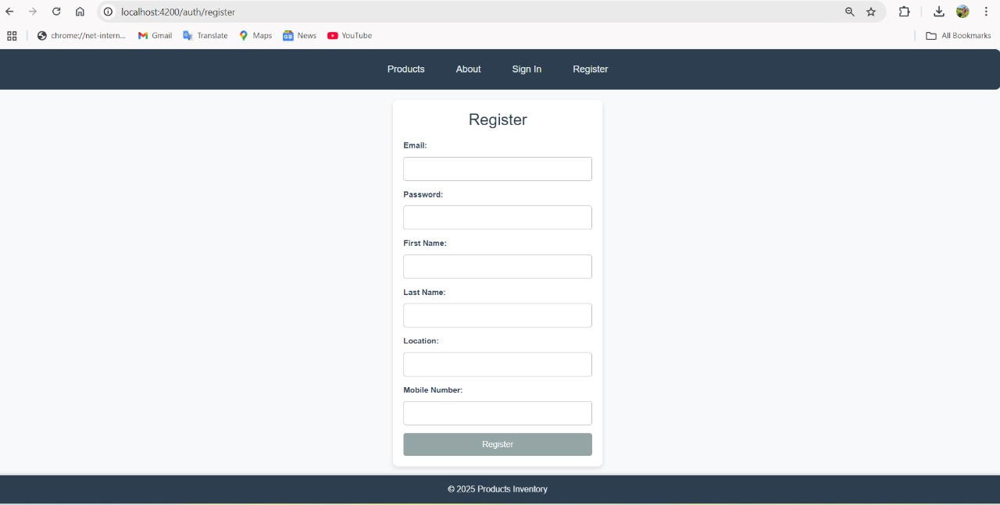 localhost:4200/auth/register
chrome://net-intern... Gmail Translate Maps News YouTube All Bookmarks
Products About Sign In Register
Register
Email:
Password:
First Name:
Last Name:
Location:
Mobile Number:
Register
© 2025 Products Inventory